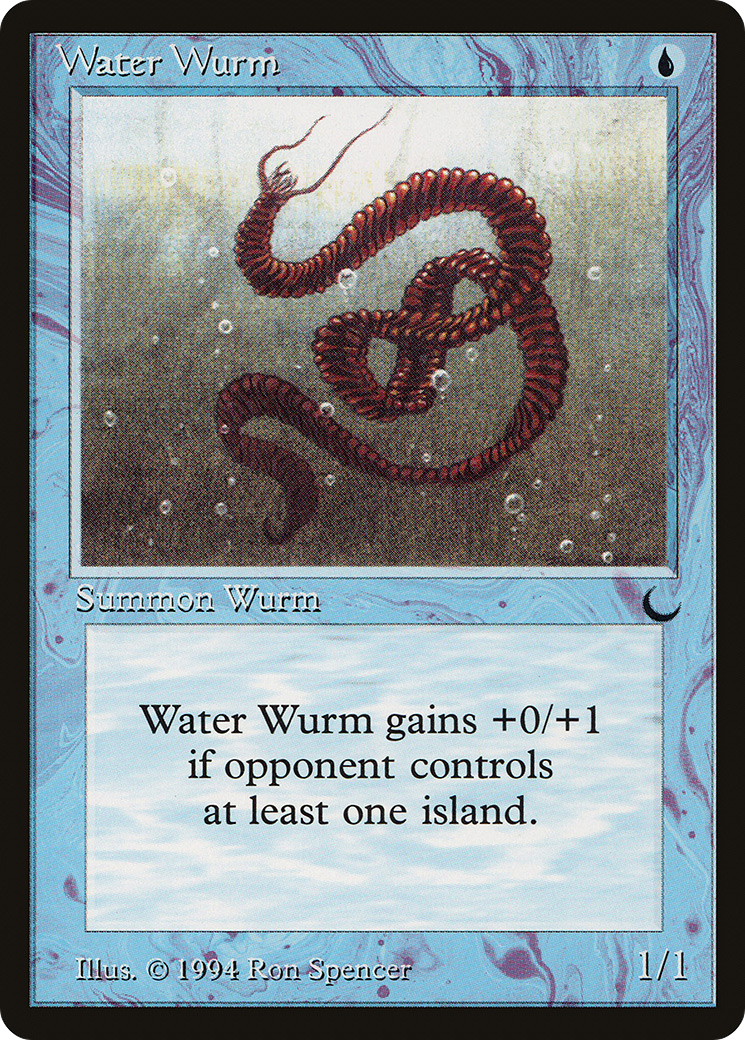 Water Wurm
Summon Wurm
Water Wurm gains +0/+1
if opponent controls
at least one island.
Illus. © 1994 Ron Spencer
1/1